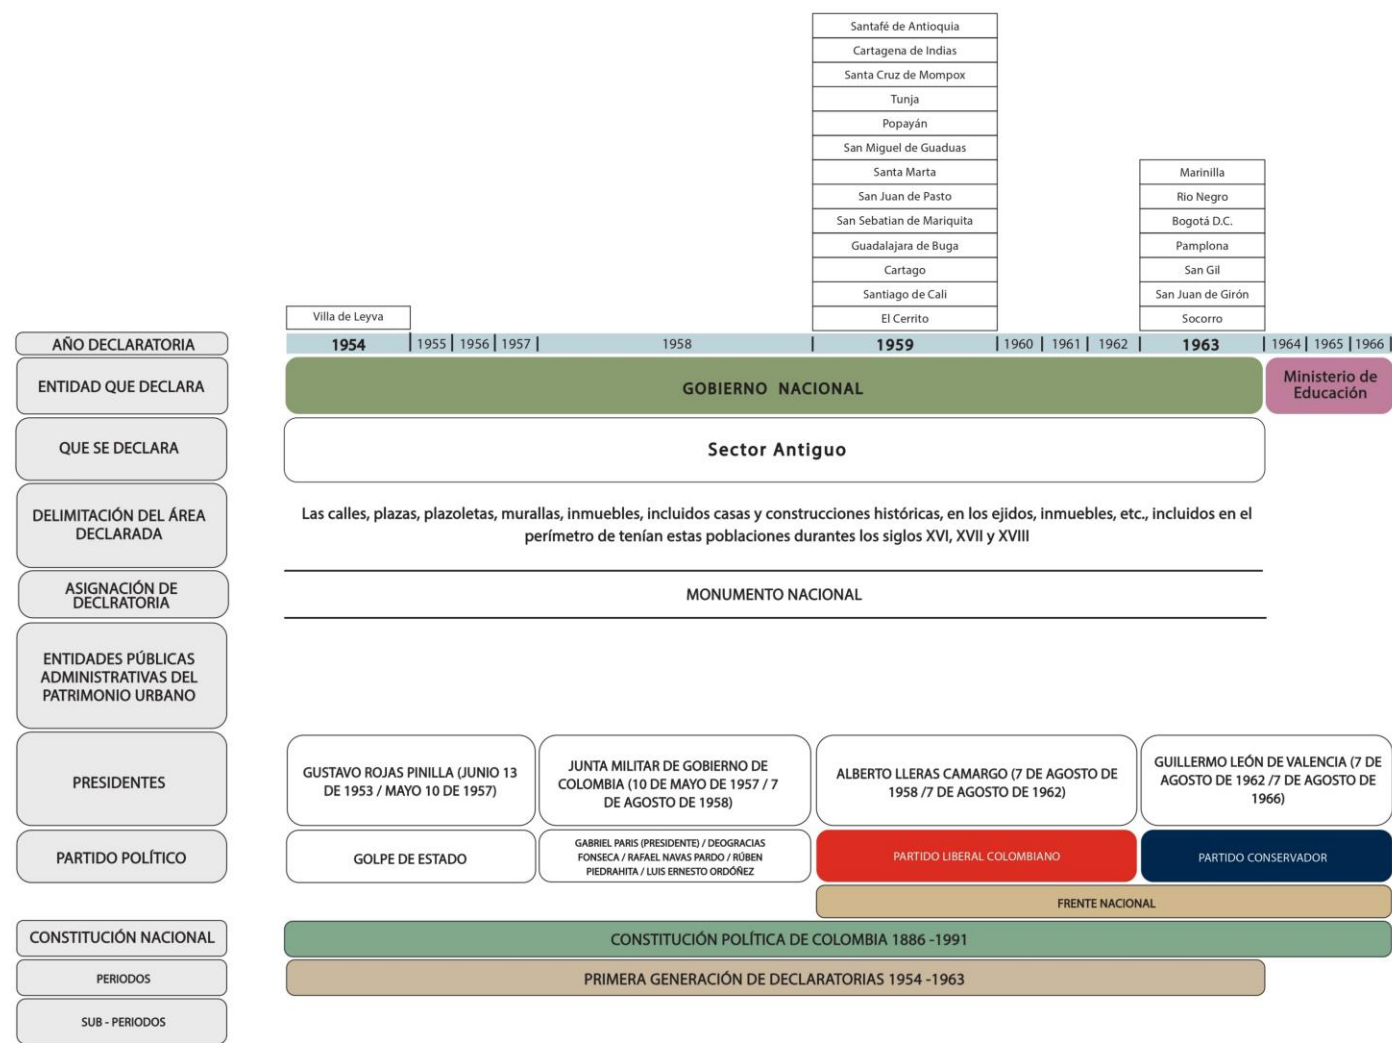 Santafé de Antioquia
Cartagena de Indias
Santa Cruz de Mompox
Tunja
Popayán
San Miguel de Guaduas
Santa Marta
San Juan de Pasto
San Sebatian de Mariquita
Guadalajara de Buga
Cartago
Santiago de Cali
El Cerrito
Marinilla
Rio Negro
Bogotá D.C.
Pamplona
San Gil
San Juan de Girón
Socorro
Villa de Leyva
AÑO DECLARATORIA
1954 1955 1956 1957 1958 1959 1960 1961 1962 1963 1964 1965 1966
ENTIDAD QUE DECLARA
GOBIERNO NACIONAL
Ministerio de
Educación
QUE SE DECLARA
Sector Antiguo
DELIMITACIÓN DEL ÁREA
DECLARADA
Las calles, plazas, plazoletas, murallas, inmuebles, incluidos casas y construcciones históricas, en los ejidos, inmuebles, etc., incluidos en el
perímetro de tenían estas poblaciones durantes los siglos XVI, XVII y XVIII
ASIGNACIÓN DE
DECLRATORIA
MONUMENTO NACIONAL
ENTIDADES PÚBLICAS
ADMINISTRATIVAS DEL
PATRIMONIO URBANO
PRESIDENTES
GUSTAVO ROJAS PINILLA (JUNIO 13
DE 1953 / MAYO 10 DE 1957)
JUNTA MILITAR DE GOBIERNO DE
COLOMBIA (10 DE MAYO DE 1957 / 7
DE AGOSTO DE 1958)
ALBERTO LLERAS CAMARGO (7 DE AGOSTO DE
1958 /7 DE AGOSTO DE 1962)
GUILLERMO LEÓN DE VALENCIA (7 DE
AGOSTO DE 1962 /7 DE AGOSTO DE
1966)
PARTIDO POLÍTICO
GOLPE DE ESTADO
GABRIEL PARIS (PRESIDENTE) / DEOGRACIAS
FONSECA / RAFAEL NAVAS PARDO / RÚBEN
PIEDRAHITA / LUIS ERNESTO ORDÓÑEZ
PARTIDO LIBERAL COLOMBIANO
PARTIDO CONSERVADOR
FRENTE NACIONAL
CONSTITUCIÓN NACIONAL
CONSTITUCIÓN POLÍTICA DE COLOMBIA 1886 -1991
PERIODOS
PRIMERA GENERACIÓN DE DECLARATORIAS 1954 -1963
SUB - PERIODOS